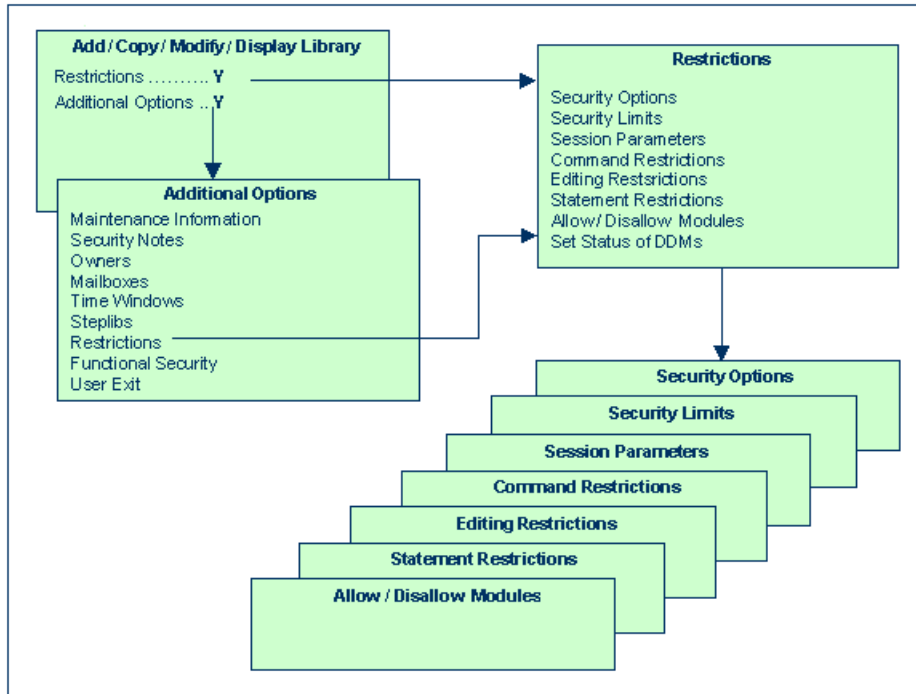 Add / Copy / Modify / Display Library
Restrictions .......... Y
Additional Options .. Y
Additional Options
Maintenance Information
Security Notes
Owners
Mailboxes
Time Windows
Steplibs
Restrictions
Functional Security
User Exit
Restrictions
Security Options
Security Limits
Session Parameters
Command Restrictions
Editing Restsrictions
Statement Restrictions
Allow / Disallow Modules
Set Status of DDMs
Security Options
Security Limits
Session Parameters
Command Restrictions
Editing Restrictions
Statement Restrictions
Allow / Disallow Modules